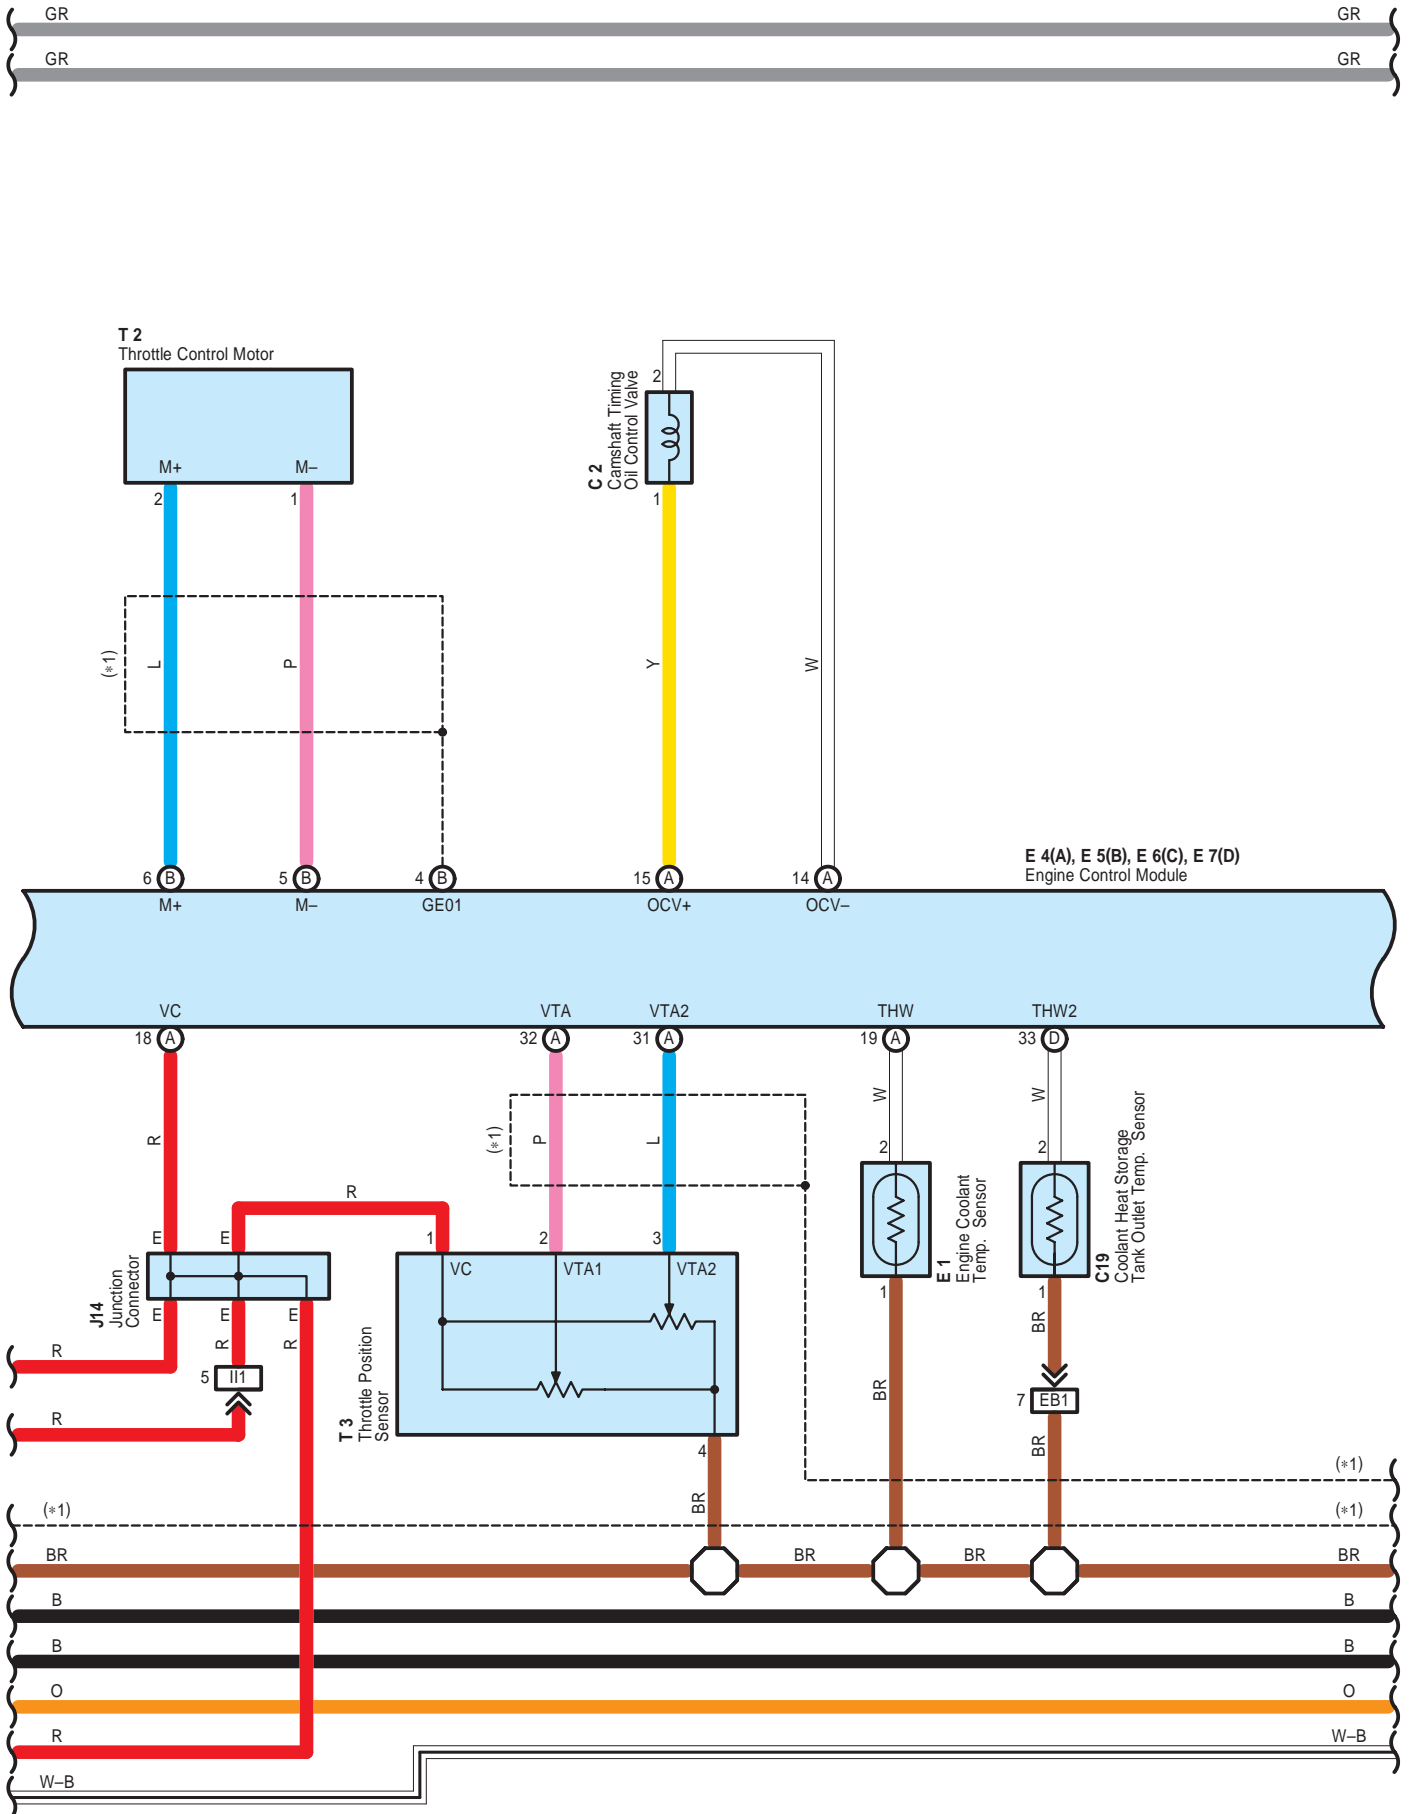 GR GR
GR GR
T 2
Throttle Control Motor
M+ M–
2 1
C 2
Camshaft Timing
Oil Control Valve
2
1
(∗1) L P Y W
E 4(A), E 5(B), E 6(C), E 7(D)
Engine Control Module
6 B 5 B 4 B 15 A 14 A
M+ M– GE01 OCV+ OCV–
VC VTA VTA2 THW THW2
18 A 32 A 31 A 19 A 33 D
R (∗1) P L W W
2 2
R
E E 1 2 3
VC VTA1 VTA2
J14
Junction
Connector
E E E
R R
5 II1
R
R
T 3
Throttle Position
Sensor
4
BR
E 1
Engine Coolant
Temp. Sensor
1
BR
C19
Coolant Heat Storage
Tank Outlet Temp. Sensor
1
BR
7 EB1
BR
(∗1)
(∗1) (∗1)
BR BR BR BR
B B
B B
O O
R
W–B
W–B